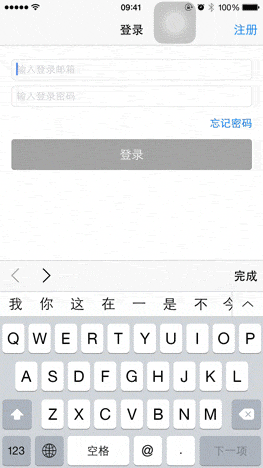 09:41 100%
登录 注册
输入登录邮箱
输入登录密码
忘记密码
登录
完成
我 你 这 在 一 是 不 今
Q W E R T Y U I O P
A S D F G H J K L
Z X C V B N M
123 空格 @ . 下一项